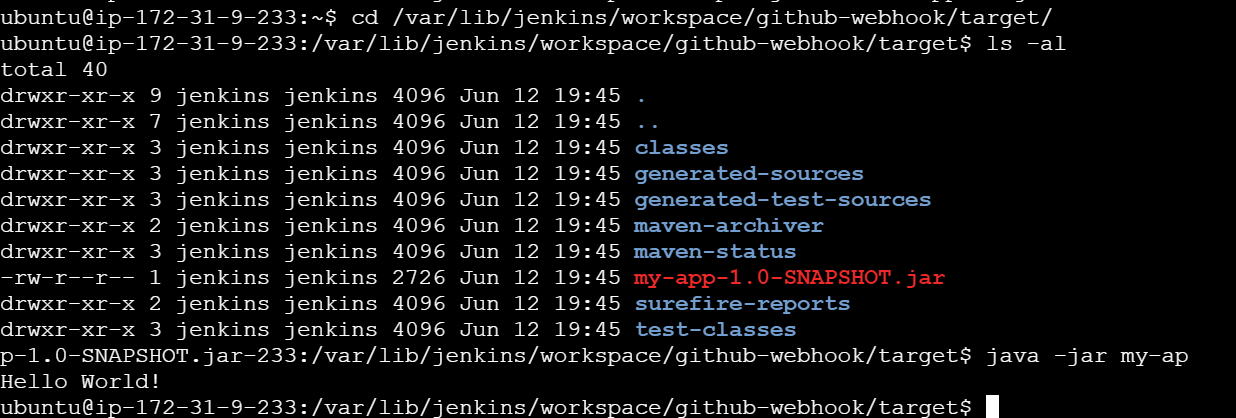 ubuntu@ip-172-31-9-233:~$ cd /var/lib/jenkins/workspace/github-webhook/target/
ubuntu@ip-172-31-9-233:/var/lib/jenkins/workspace/github-webhook/target$ ls -al
total 40
drwxr-xr-x 9 jenkins jenkins 4096 Jun 12 19:45 .
drwxr-xr-x 7 jenkins jenkins 4096 Jun 12 19:45 ..
drwxr-xr-x 3 jenkins jenkins 4096 Jun 12 19:45 classes
drwxr-xr-x 3 jenkins jenkins 4096 Jun 12 19:45 generated-sources
drwxr-xr-x 3 jenkins jenkins 4096 Jun 12 19:45 generated-test-sources
drwxr-xr-x 2 jenkins jenkins 4096 Jun 12 19:45 maven-archiver
drwxr-xr-x 3 jenkins jenkins 4096 Jun 12 19:45 maven-status
-rw-r--r-- 1 jenkins jenkins 2726 Jun 12 19:45 my-app-1.0-SNAPSHOT.jar
drwxr-xr-x 2 jenkins jenkins 4096 Jun 12 19:45 surefire-reports
drwxr-xr-x 3 jenkins jenkins 4096 Jun 12 19:45 test-classes
p-1.0-SNAPSHOT.jar-233:/var/lib/jenkins/workspace/github-webhook/target$ java -jar my-ap
Hello World!
ubuntu@ip-172-31-9-233:/var/lib/jenkins/workspace/github-webhook/target$